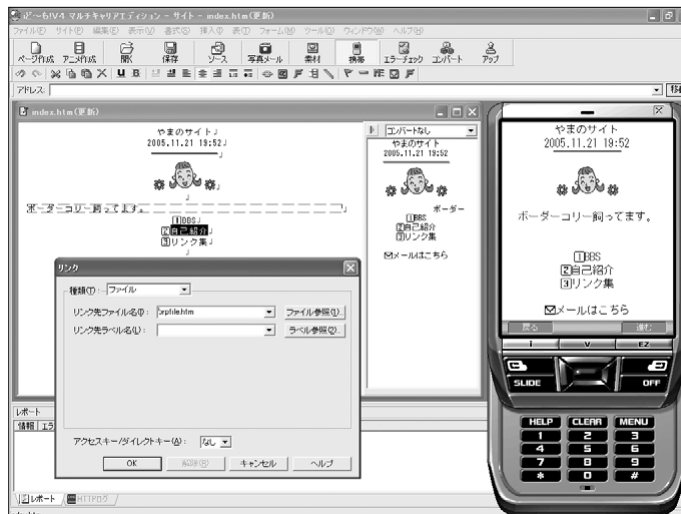 ど～も!V4 マルチキャリアエディション - サイト - index.htm(更新)
ファイル(F) サイト(P) 編集(E) 表示(V) 書式(S) 挿入(I) 表(T) フォーム(M) ツール(O) ウィンドウ(W) ヘルプ(H)
ページ作成 アニメ作成 開く 保存 ソース 写真メール 素材 携帯 エラーチェック コンバート アップ
アドレス
index.htm(更新)
やまのサイト
2005.11.21 19:52
ボーダーコリー飼ってます。
1BBS
2自己紹介
3リンク集
コンバートなし
やまのサイト
2005.11.21 19:52
ボーダー
1BBS
2自己紹介
3リンク集
メールはこちら
やまのサイト
2005.11.21 19:52
ボーダーコリー飼ってます。
1BBS
2自己紹介
3リンク集
メールはこちら
戻る 進む
i V EZ
SLIDE OFF
HELP CLEAR MENU
1 2 3
4 5 6
7 8 9
* 0 #
リンク
種類(T): ファイル
リンク先ファイル名(I): prpfile.htm ファイル参照(J)...
リンク先ラベル名(L): ラベル参照(Q)...
アクセスキー/ダイレクトキー(A): なし
OK 解除(R) キャンセル ヘルプ
レポート
情報
レポート HTTPログ